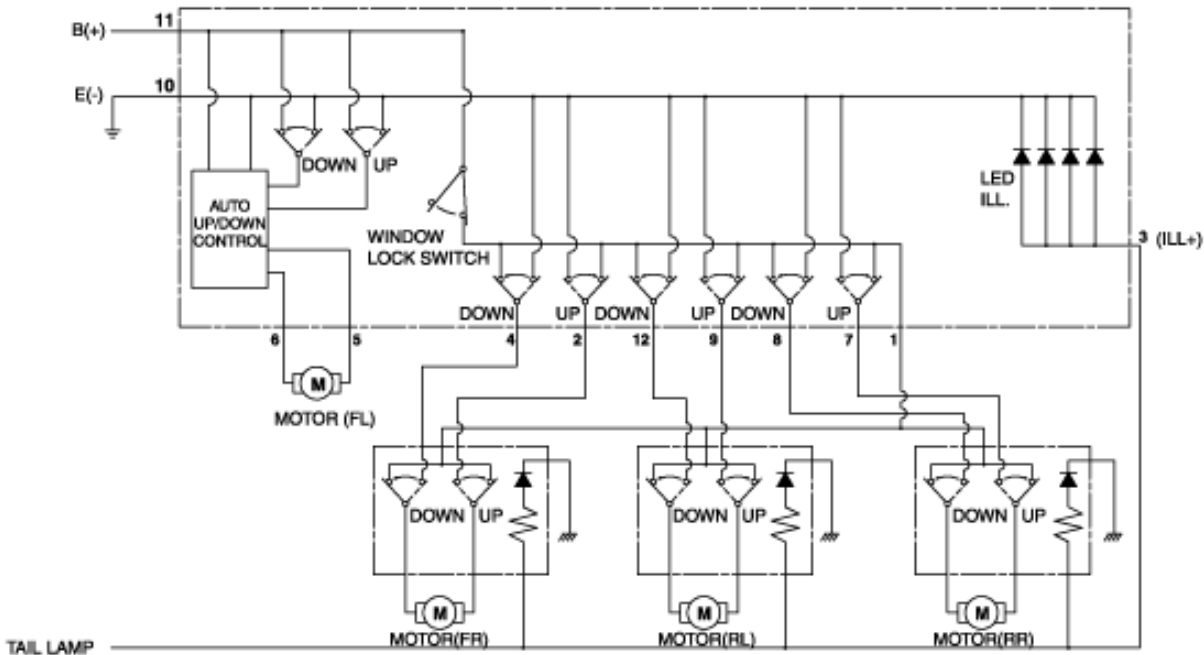 11
B(+)
10
E(-)
DOWN UP
LED
ILL.
AUTO
UP/DOWN
CONTROL
WINDOW
LOCK SWITCH
3 (ILL+)
DOWN UP DOWN UP DOWN UP
6 5 4 2 12 9 8 7 1
M
MOTOR (FL)
DOWN UP DOWN UP DOWN UP
M M M
MOTOR(FR) MOTOR(RL) MOTOR(RR)
TAIL LAMP